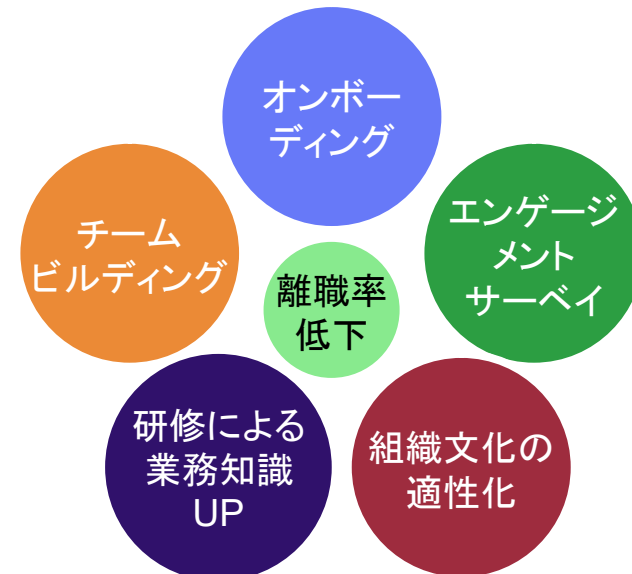 オンボー
ディング
エンゲージ
メント
サーベイ
チーム
ビルディング
離職率
低下
研修による
業務知識
UP
組織文化の
適性化